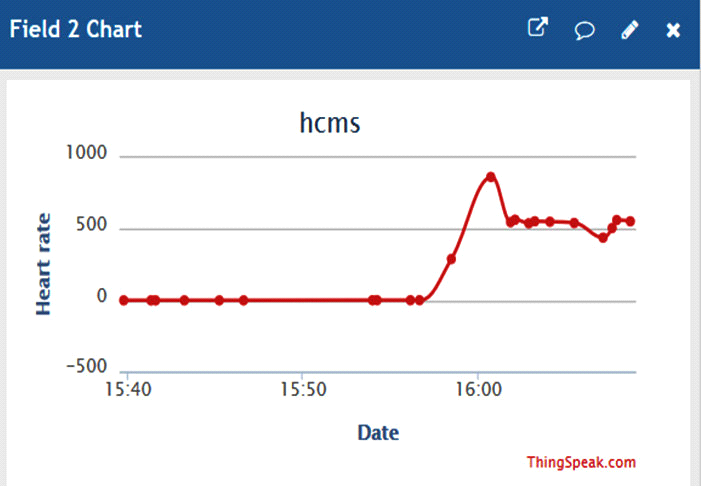 Field 2 Chart
hcms
1000
500
0
-500
Heart rate
15:40 15:50 16:00
Date
ThingSpeak.com